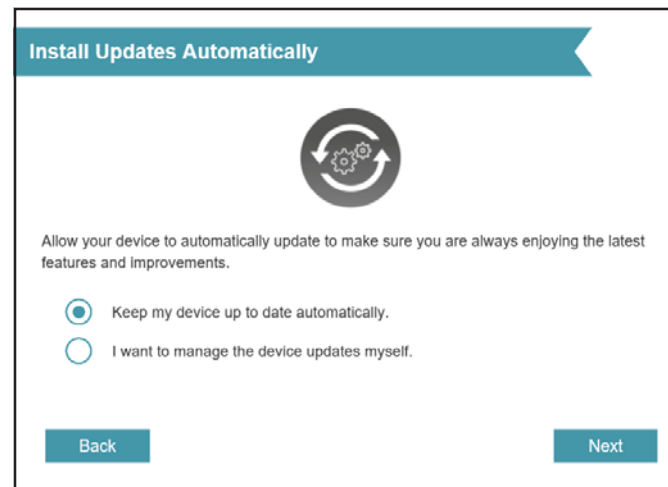 Install Updates Automatically
Allow your device to automatically update to make sure you are always enjoying the latest
features and improvements.
Keep my device up to date automatically.
I want to manage the device updates myself.
Back
Next